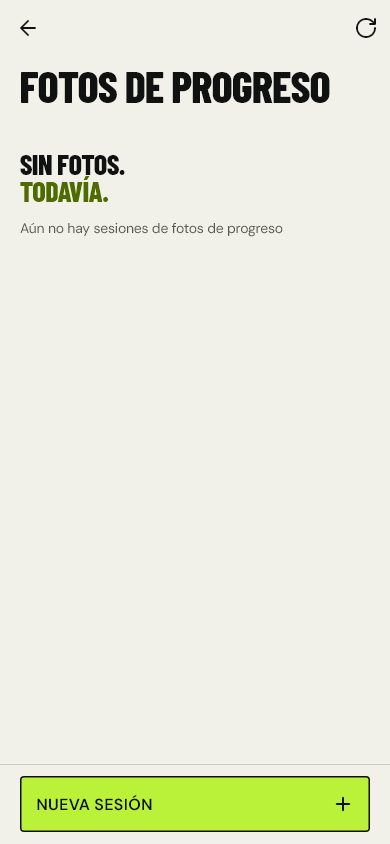 FOTOS DE PROGRESO
SIN FOTOS.
TODAVÍA.
Aún no hay sesiones de fotos de progreso
NUEVA SESIÓN